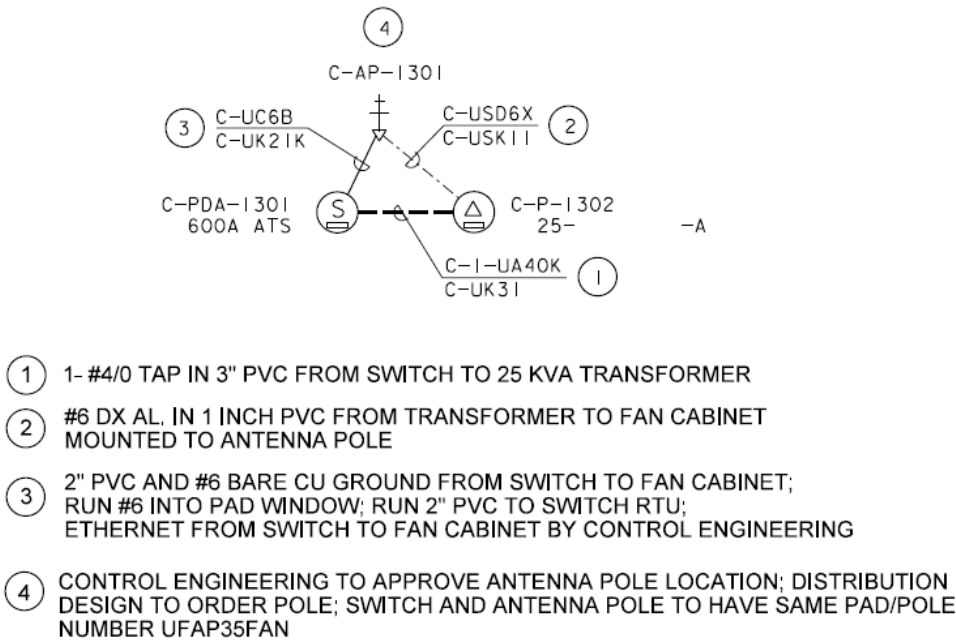 4
C-AP-1301
3
C-UC6B
C-UK21K
C-USD6X
C-USK11
2
C-PDA-1301
600A ATS
S
C-P-1302
25- -A
C-1-UA40K
C-UK31
1
1 1- #4/0 TAP IN 3" PVC FROM SWITCH TO 25 KVA TRANSFORMER
2 #6 DX AL. IN 1 INCH PVC FROM TRANSFORMER TO FAN CABINET
MOUNTED TO ANTENNA POLE
3 2" PVC AND #6 BARE CU GROUND FROM SWITCH TO FAN CABINET;
RUN #6 INTO PAD WINDOW; RUN 2" PVC TO SWITCH RTU;
ETHERNET FROM SWITCH TO FAN CABINET BY CONTROL ENGINEERING
4 CONTROL ENGINEERING TO APPROVE ANTENNA POLE LOCATION; DISTRIBUTION
DESIGN TO ORDER POLE; SWITCH AND ANTENNA POLE TO HAVE SAME PAD/POLE
NUMBER UFAP35FAN